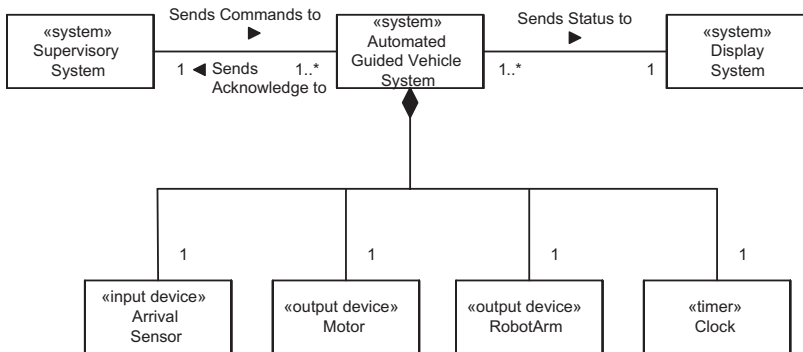 Sends Commands to
«system»
Supervisory
System
1
Sends
Acknowledge to
1..*
«system»
Automated
Guided Vehicle
System
Sends Status to
1..*
1
«system»
Display
System
1
1
1
1
«input device»
Arrival
Sensor
«output device»
Motor
«output device»
RobotArm
«timer»
Clock